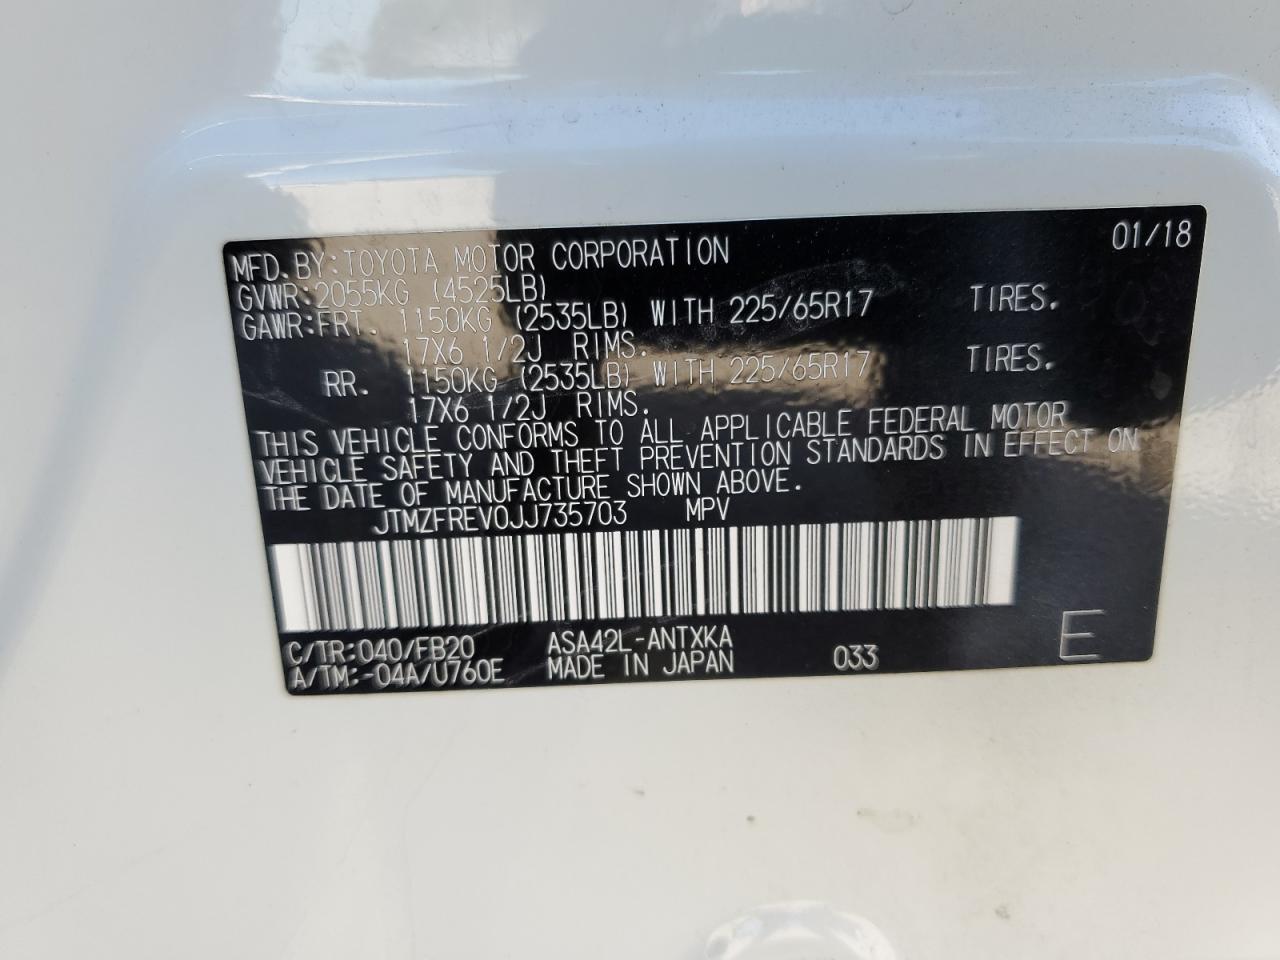 MFD. BY: TOYOTA MOTOR CORPORATION 01/18
GVWR: 2055KG (4525LB)
GAWR: FRT. 1150KG (2535LB) WITH 225/65R17 TIRES.
17X6 1/2J RIMS.
RR. 1150KG (2535LB) WITH 225/65R17 TIRES.
17X6 1/2J RIMS.
THIS VEHICLE CONFORMS TO ALL APPLICABLE FEDERAL MOTOR
VEHICLE SAFETY AND THEFT PREVENTION STANDARDS IN EFFECT ON
THE DATE OF MANUFACTURE SHOWN ABOVE.
JTMZFREV0JJ735703 MPV
C/TR: 040/FB20 ASA42L-ANTXKA
A/TM: -04A/U760E MADE IN JAPAN 033 E